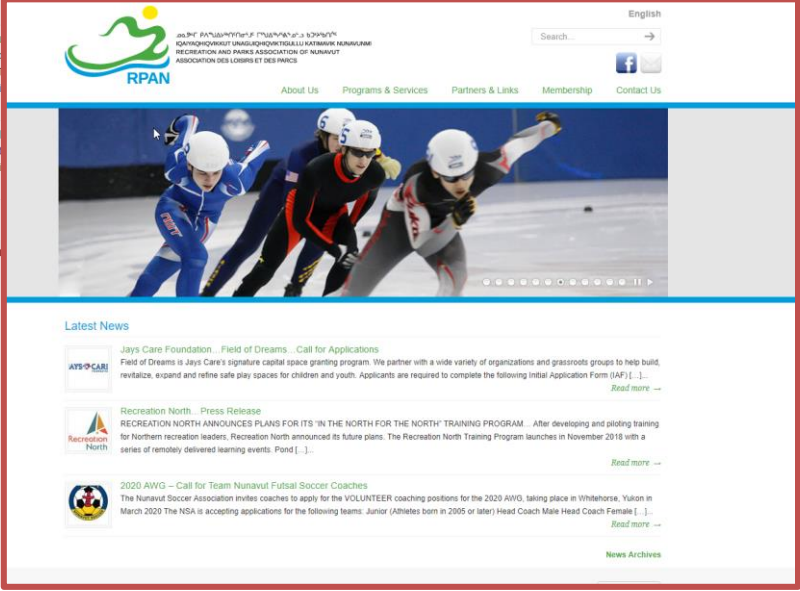 English
IQAIYAQHIQVIKKUT UNAGUIQHIQVIKTIGULLU KATIMAVIK NUNAVUNMI
RECREATION AND PARKS ASSOCIATION OF NUNAVUT
ASSOCIATION DES LOISIRS ET DES PARCS
Search...
RPAN
About Us Programs & Services Partners & Links Membership Contact Us
Latest News
Jays Care Foundation…Field of Dreams…Call for Applications
Field of Dreams is Jays Care's signature capital space granting program. We partner with a wide variety of organizations and grassroots groups to help build,
revitalize, expand and refine safe play spaces for children and youth. Applicants are required to complete the following Initial Application Form (IAF) […]...
Read more →
AYS CARE
Recreation North… Press Release
RECREATION NORTH ANNOUNCES PLANS FOR ITS "IN THE NORTH FOR THE NORTH" TRAINING PROGRAM… After developing and piloting training
for Northern recreation leaders, Recreation North announced its future plans. The Recreation North Training Program launches in November 2018 with a
series of remotely delivered learning events. Pond […]...
Read more →
Recreation
North
2020 AWG – Call for Team Nunavut Futsal Soccer Coaches
The Nunavut Soccer Association invites coaches to apply for the VOLUNTEER coaching positions for the 2020 AWG, taking place in Whitehorse, Yukon in
March 2020 The NSA is accepting applications for the following teams: Junior (Athletes born in 2005 or later) Head Coach Male Head Coach Female […]...
Read more →
News Archives